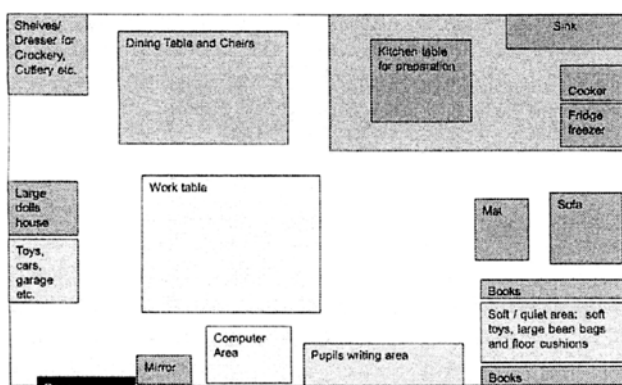 Shelves/
Dresser for
Crockery,
Cutlery etc.
Dining Table and Chairs
Kitchen table
for preparation
Sink
Cooker
Fridge
freezer
Large
dolls
house
Work table
Mat
Sofa
Toys,
cars,
garage
etc.
Books
Soft / quiet area: soft
toys, large bean bags
and floor cushions
Computer
Area
Mirror
Pupils writing area
Books